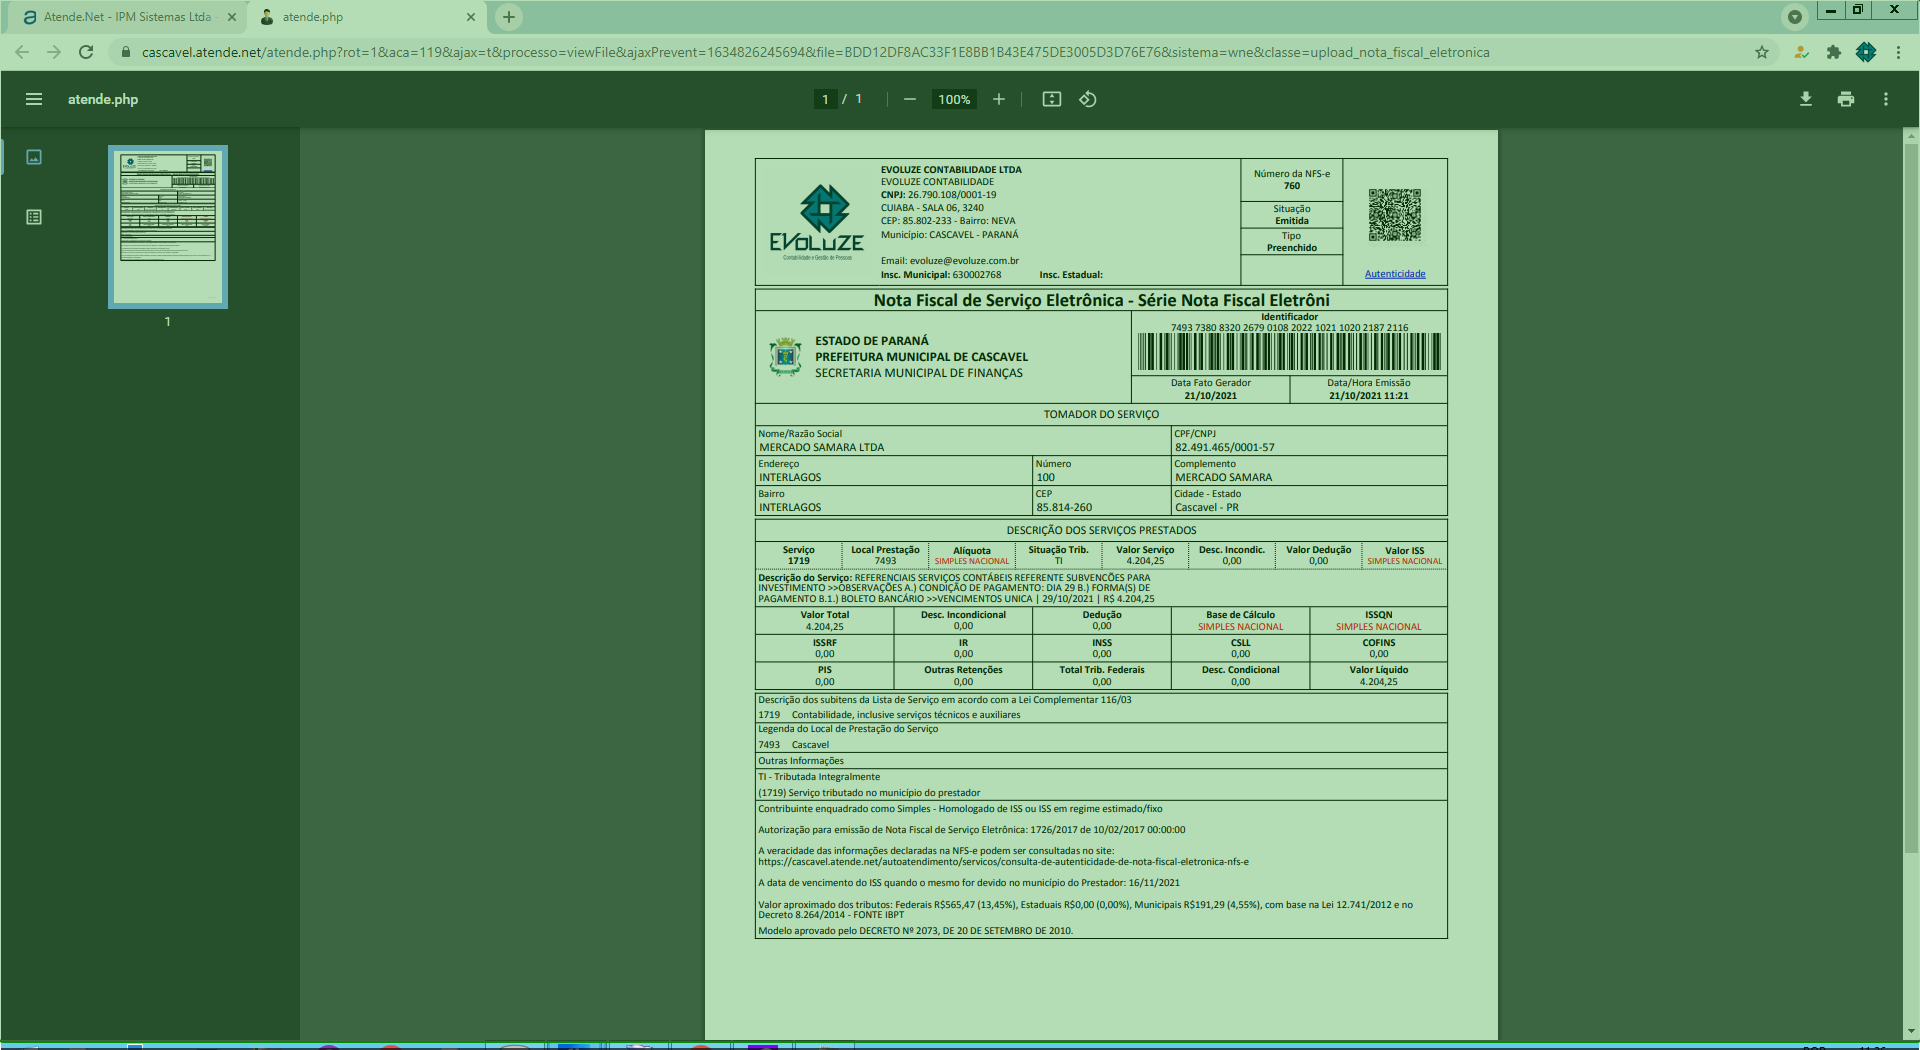 Atende.Net - IPM Sistemas Ltda
atende.php
cascavel.atende.net/atende.php?rot=1&aca=119&ajax=t&processo=viewFile&ajaxPrevent=1634826245694&file=BDD12DF8AC33F1E8BB1B43E475DE3005D3D76E76&sistema=wne&classe=upload_nota_fiscal_eletronica
atende.php
1 / 1
100%
1
EVOLUZE
Contabilidade e Gestão de Pessoas
EVOLUZE CONTABILIDADE LTDA
EVOLUZE CONTABILIDADE
CNPJ: 26.790.108/0001-19
CUIABA - SALA 06, 3240
CEP: 85.802-233 - Bairro: NEVA
Município: CASCAVEL - PARANÁ
Email: evoluze@evoluze.com.br
Insc. Municipal: 630002768 Insc. Estadual:
Número da NFS-e
760
Situação
Emitida
Tipo
Preenchido
Autenticidade
Nota Fiscal de Serviço Eletrônica - Série Nota Fiscal Eletrôni
ESTADO DE PARANÁ
PREFEITURA MUNICIPAL DE CASCAVEL
SECRETARIA MUNICIPAL DE FINANÇAS
Identificador
7493 7380 8320 2679 0108 2022 1021 1020 2187 2116
Data Fato Gerador Data/Hora Emissão
21/10/2021 21/10/2021 11:21
TOMADOR DO SERVIÇO
Nome/Razão Social CPF/CNPJ
MERCADO SAMARA LTDA 82.491.465/0001-57
Endereço Número Complemento
INTERLAGOS 100 MERCADO SAMARA
Bairro CEP Cidade - Estado
INTERLAGOS 85.814-260 Cascavel - PR
DESCRIÇÃO DOS SERVIÇOS PRESTADOS
Serviço Local Prestação Alíquota Situação Trib. Valor Serviço Desc. Incondic. Valor Dedução Valor ISS
1719 7493 SIMPLES NACIONAL TI 4.204,25 0,00 0,00 SIMPLES NACIONAL
Descrição do Serviço: REFERENCIAIS SERVIÇOS CONTÁBEIS REFERENTE SUBVENCÕES PARA
INVESTIMENTO >>OBSERVAÇÕES A.) CONDIÇÃO DE PAGAMENTO: DIA 29 B.) FORMA(S) DE
PAGAMENTO B.1.) BOLETO BANCÁRIO >>VENCIMENTOS UNICA | 29/10/2021 | R$ 4.204,25
Valor Total Desc. Incondicional Dedução Base de Cálculo ISSQN
4.204,25 0,00 0,00 SIMPLES NACIONAL SIMPLES NACIONAL
ISSRF IR INSS CSLL COFINS
0,00 0,00 0,00 0,00 0,00
PIS Outras Retenções Total Trib. Federais Desc. Condicional Valor Líquido
0,00 0,00 0,00 0,00 4.204,25
Descrição dos subitens da Lista de Serviço em acordo com a Lei Complementar 116/03
1719 Contabilidade, inclusive serviços técnicos e auxiliares
Legenda do Local de Prestação do Serviço
7493 Cascavel
Outras Informações
TI - Tributada Integralmente
(1719) Serviço tributado no município do prestador
Contribuinte enquadrado como Simples - Homologado de ISS ou ISS em regime estimado/fixo
Autorização para emissão de Nota Fiscal de Serviço Eletrônica: 1726/2017 de 10/02/2017 00:00:00
A veracidade das informações declaradas na NFS-e podem ser consultadas no site:
https://cascavel.atende.net/autoatendimento/servicos/consulta-de-autenticidade-de-nota-fiscal-eletronica-nfs-e
A data de vencimento do ISS quando o mesmo for devido no município do Prestador: 16/11/2021
Valor aproximado dos tributos: Federais R$565,47 (13,45%), Estaduais R$0,00 (0,00%), Municipais R$191,29 (4,55%), com base na Lei 12.741/2012 e no
Decreto 8.264/2014 - FONTE IBPT
Modelo aprovado pelo DECRETO Nº 2073, DE 20 DE SETEMBRO DE 2010.